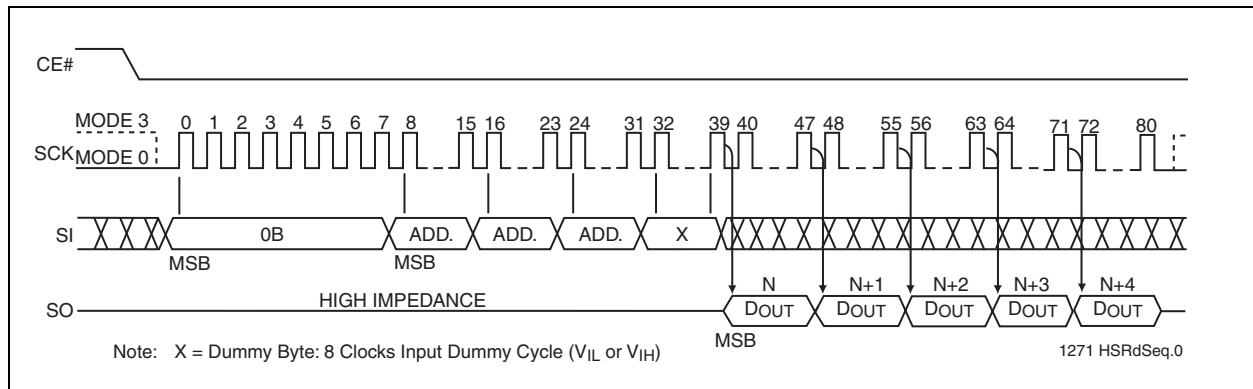 CE#
MODE 3
0 1 2 3 4 5 6 7 8 15 16 23 24 31 32 39 40 47 48 55 56 63 64 71 72 80
SCK
MODE 0
SI
0B ADD. ADD. ADD. X
MSB MSB
N N+1 N+2 N+3 N+4
SO
HIGH IMPEDANCE
DOUT DOUT DOUT DOUT DOUT
MSB
Note: X = Dummy Byte: 8 Clocks Input Dummy Cycle (VIL or VIH)
1271 HSRdSeq.0